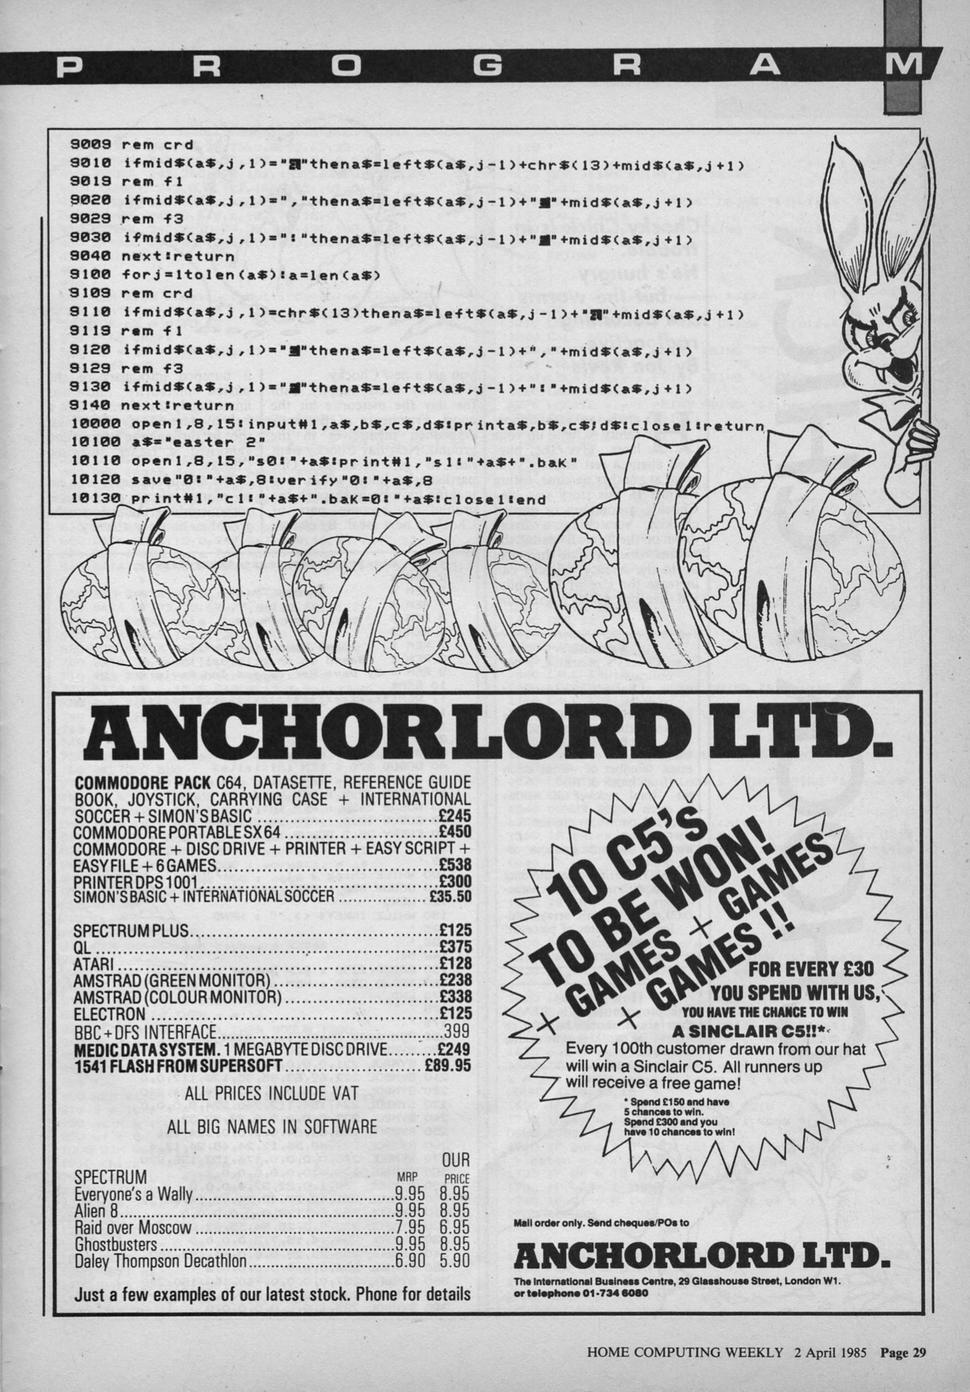 PROGRAM
9009 rem crd
9010 ifmid$(a$,j,1)=" "thena$=left$(a$,j-1)+chr$(13)+mid$(a$,j+1)
9019 rem f1
9020 ifmid$(a$,j,1)=","thena$=left$(a$,j-1)+" "+mid$(a$,j+1)
9029 rem f3
9030 ifmid$(a$,j,1)=":"thena$=left$(a$,j-1)+" "+mid$(a$,j+1)
9040 next:return
9100 forj=1tolen(a$):a=len(a$)
9109 rem crd
9110 ifmid$(a$,j,1)=chr$(13)thena$=left$(a$,j-1)+" "+mid$(a$,j+1)
9119 rem f1
9120 ifmid$(a$,j,1)=" "thena$=left$(a$,j-1)+","+mid$(a$,j+1)
9129 rem f3
9130 ifmid$(a$,j,1)=" "thena$=left$(a$,j-1)+":"+mid$(a$,j+1)
9140 next:return
10000 open1,8,15:input#1,a$,b$,c$,d$:printa$,b$,c$;d$:close1:return
10100 a$="easter 2"
10110 open1,8,15,"s0:"+a$:print#1,"s1:"+a$+".bak"
10120 save"0:"+a$,8:verify"0:"+a$,8
10130 print#1,"c1:"+a$+".bak=0:"+a$:close1:end
ANCHORLORD LTD.
COMMODORE PACK C64, DATASETTE, REFERENCE GUIDE
BOOK, JOYSTICK, CARRYING CASE + INTERNATIONAL
SOCCER + SIMON'S BASIC ........ £245
COMMODORE PORTABLE SX 64 ........ £450
COMMODORE + DISC DRIVE + PRINTER + EASY SCRIPT +
EASY FILE + 6 GAMES........ £538
PRINTER DPS 1001........ £300
SIMON'S BASIC + INTERNATIONAL SOCCER ........ £35.50
SPECTRUM PLUS........ £125
QL ........ £375
ATARI ........ £128
AMSTRAD (GREEN MONITOR) ........ £238
AMSTRAD (COLOUR MONITOR) ........ £338
ELECTRON ........ £125
BBC + DFS INTERFACE........ 399
MEDIC DATA SYSTEM. 1 MEGABYTE DISC DRIVE........ £249
1541 FLASH FROM SUPERSOFT........ £89.95
ALL PRICES INCLUDE VAT
ALL BIG NAMES IN SOFTWARE
OUR
SPECTRUM MRP PRICE
Everyone's a Wally........ 9.95 8.95
Alien 8........ 9.95 8.95
Raid over Moscow ........ 7.95 6.95
Ghostbusters ........ 9.95 8.95
Daley Thompson Decathlon........ 6.90 5.90
Just a few examples of our latest stock. Phone for details
10 C5's
TO BE WON!
+ GAMES + GAMES
+ GAMES !!
FOR EVERY £30
YOU SPEND WITH US,
YOU HAVE THE CHANCE TO WIN
A SINCLAIR C5!!*
Every 100th customer drawn from our hat
will win a Sinclair C5. All runners up
will receive a free game!
* Spend £150 and have
5 chances to win.
Spend £300 and you
have 10 chances to win!
Mail order only. Send cheques/POs to
ANCHORLORD LTD.
The International Business Centre, 29 Glasshouse Street, London W1.
or telephone 01-734 6080
HOME COMPUTING WEEKLY 2 April 1985 Page 29